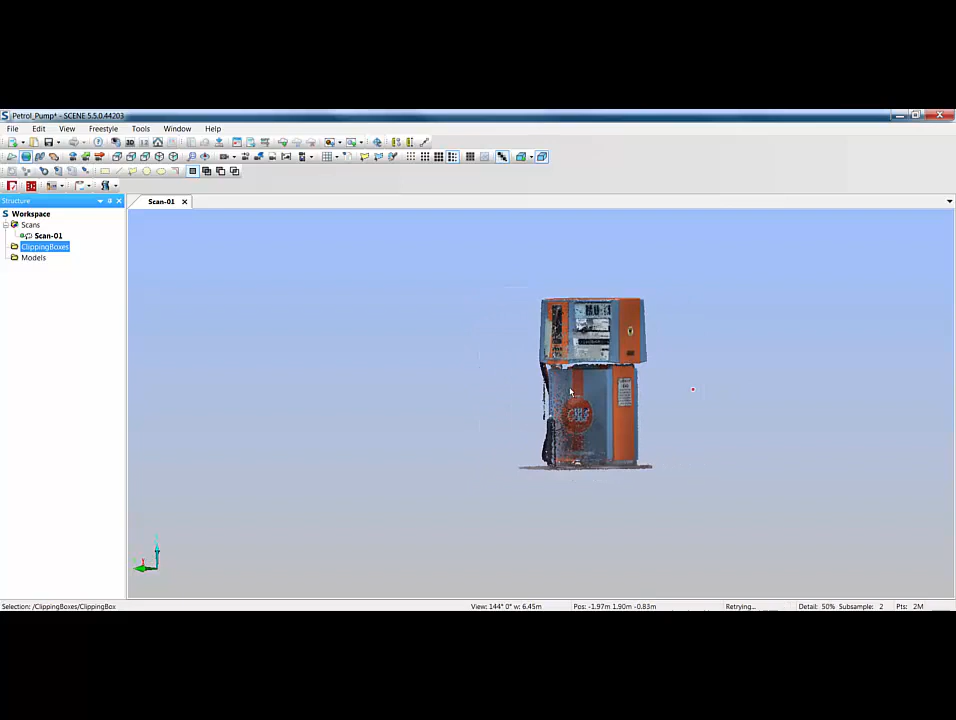 Petrol_Pump* - SCENE 5.5.0.44203
File Edit View Freestyle Tools Window Help
Structure
Scan-01
Workspace
Scans
Scan-01
ClippingBoxes
Models
Selection: /ClippingBoxes/ClippingBox View: 144° 0° w: 6.45m Pos: -1.97m 1.90m -0.83m Retrying... Detail: 50% Subsample: 2 Pts: 2M